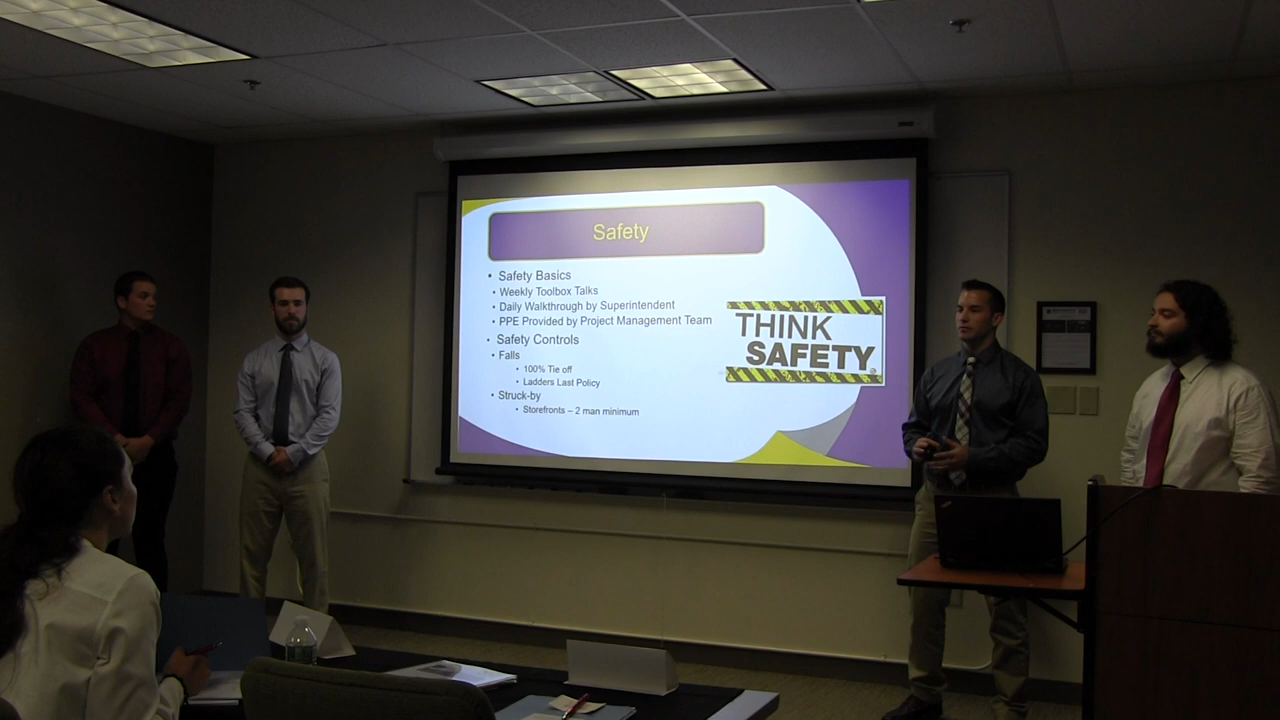 Safety
• Safety Basics
• Weekly Toolbox Talks
• Daily Walkthrough by Superintendent
• PPE Provided by Project Management Team
• Safety Controls
• Falls
• 100% Tie off
• Ladders Last Policy
• Struck-by
• Storefronts – 2 man minimum
THINK
SAFETY®